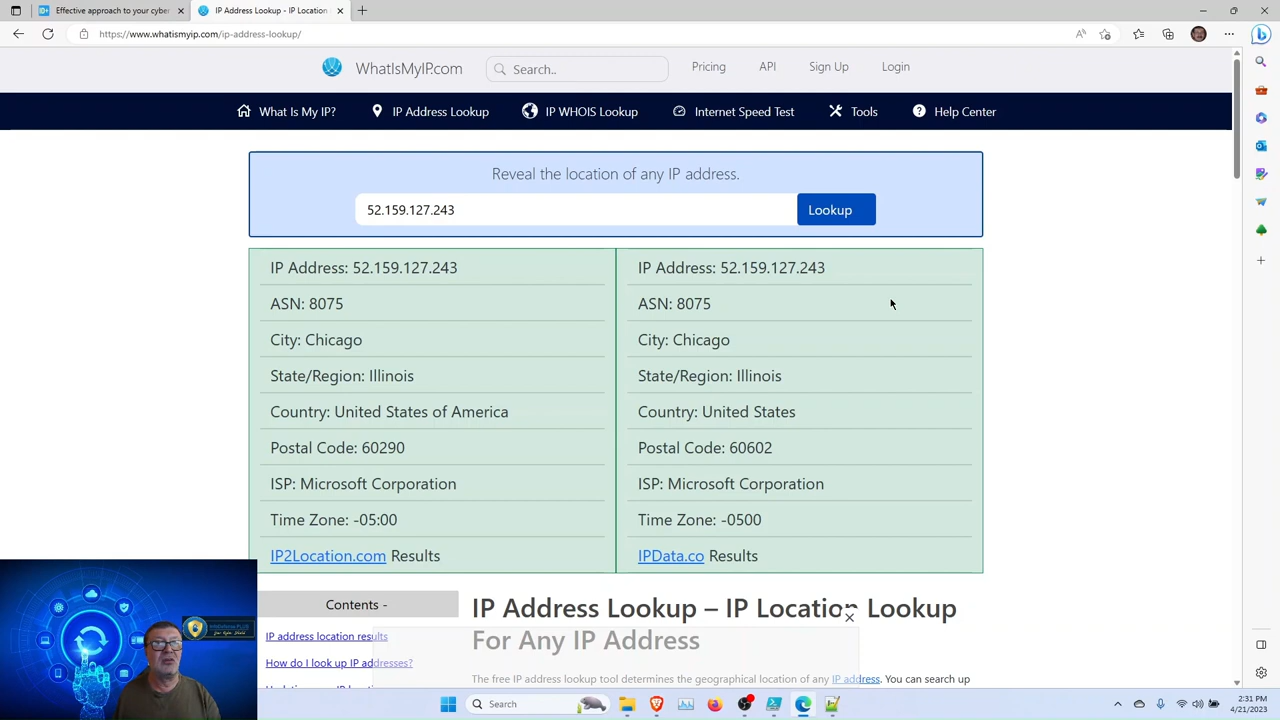 Effective approach to your cyber
IP Address Lookup - IP Location
https://www.whatismyip.com/ip-address-lookup/
WhatIsMyIP.com
Search..
Pricing
API
Sign Up
Login
What Is My IP?
IP Address Lookup
IP WHOIS Lookup
Internet Speed Test
Tools
Help Center
Reveal the location of any IP address.
52.159.127.243
Lookup
IP Address: 52.159.127.243
ASN: 8075
City: Chicago
State/Region: Illinois
Country: United States of America
Postal Code: 60290
ISP: Microsoft Corporation
Time Zone: -05:00
IP2Location.com Results
IP Address: 52.159.127.243
ASN: 8075
City: Chicago
State/Region: Illinois
Country: United States
Postal Code: 60602
ISP: Microsoft Corporation
Time Zone: -0500
IPData.co Results
Contents -
IP address location results
How do I look up IP addresses?
IP Address Lookup – IP Location Lookup
For Any IP Address
The free IP address lookup tool determines the geographical location of any IP address. You can search up
Search
2:31 PM
4/21/2023